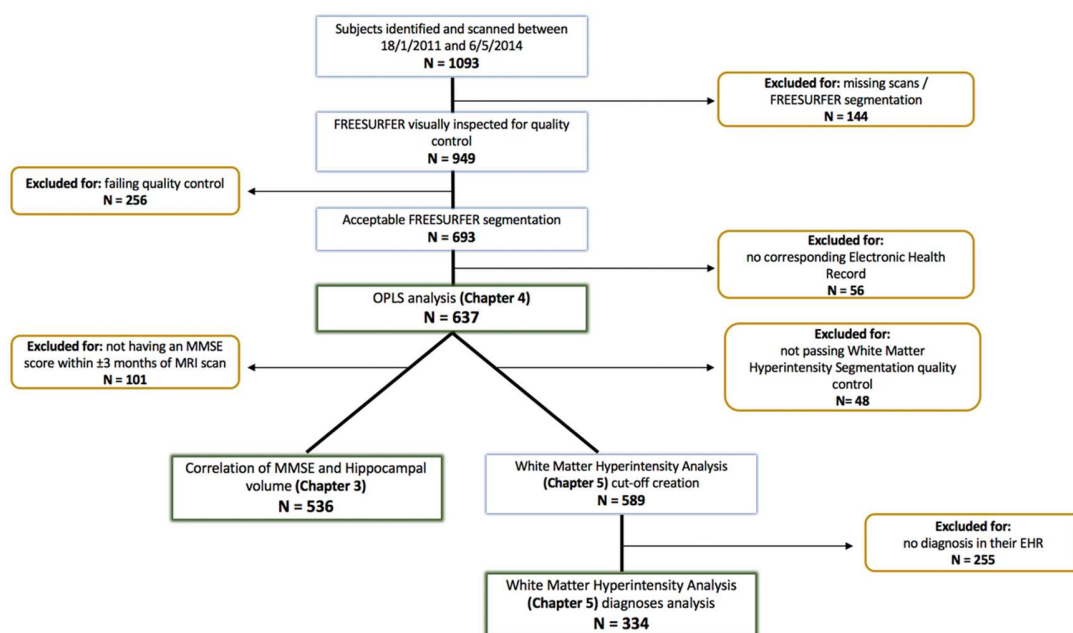 Subjects identified and scanned between
18/1/2011 and 6/5/2014
N = 1093
Excluded for: missing scans /
FREESURFER segmentation
N = 144
FREESURFER visually inspected for quality
control
N = 949
Excluded for: failing quality control
N = 256
Acceptable FREESURFER segmentation
N = 693
Excluded for:
no corresponding Electronic Health
Record
N = 56
OPLS analysis (Chapter 4)
N = 637
Excluded for: not having an MMSE
score within ±3 months of MRI scan
N = 101
Excluded for:
not passing White Matter
Hyperintensity Segmentation quality
control
N= 48
Correlation of MMSE and Hippocampal
volume (Chapter 3)
N = 536
White Matter Hyperintensity Analysis
(Chapter 5) cut-off creation
N = 589
Excluded for:
no diagnosis in their EHR
N = 255
White Matter Hyperintensity Analysis
(Chapter 5) diagnoses analysis
N = 334